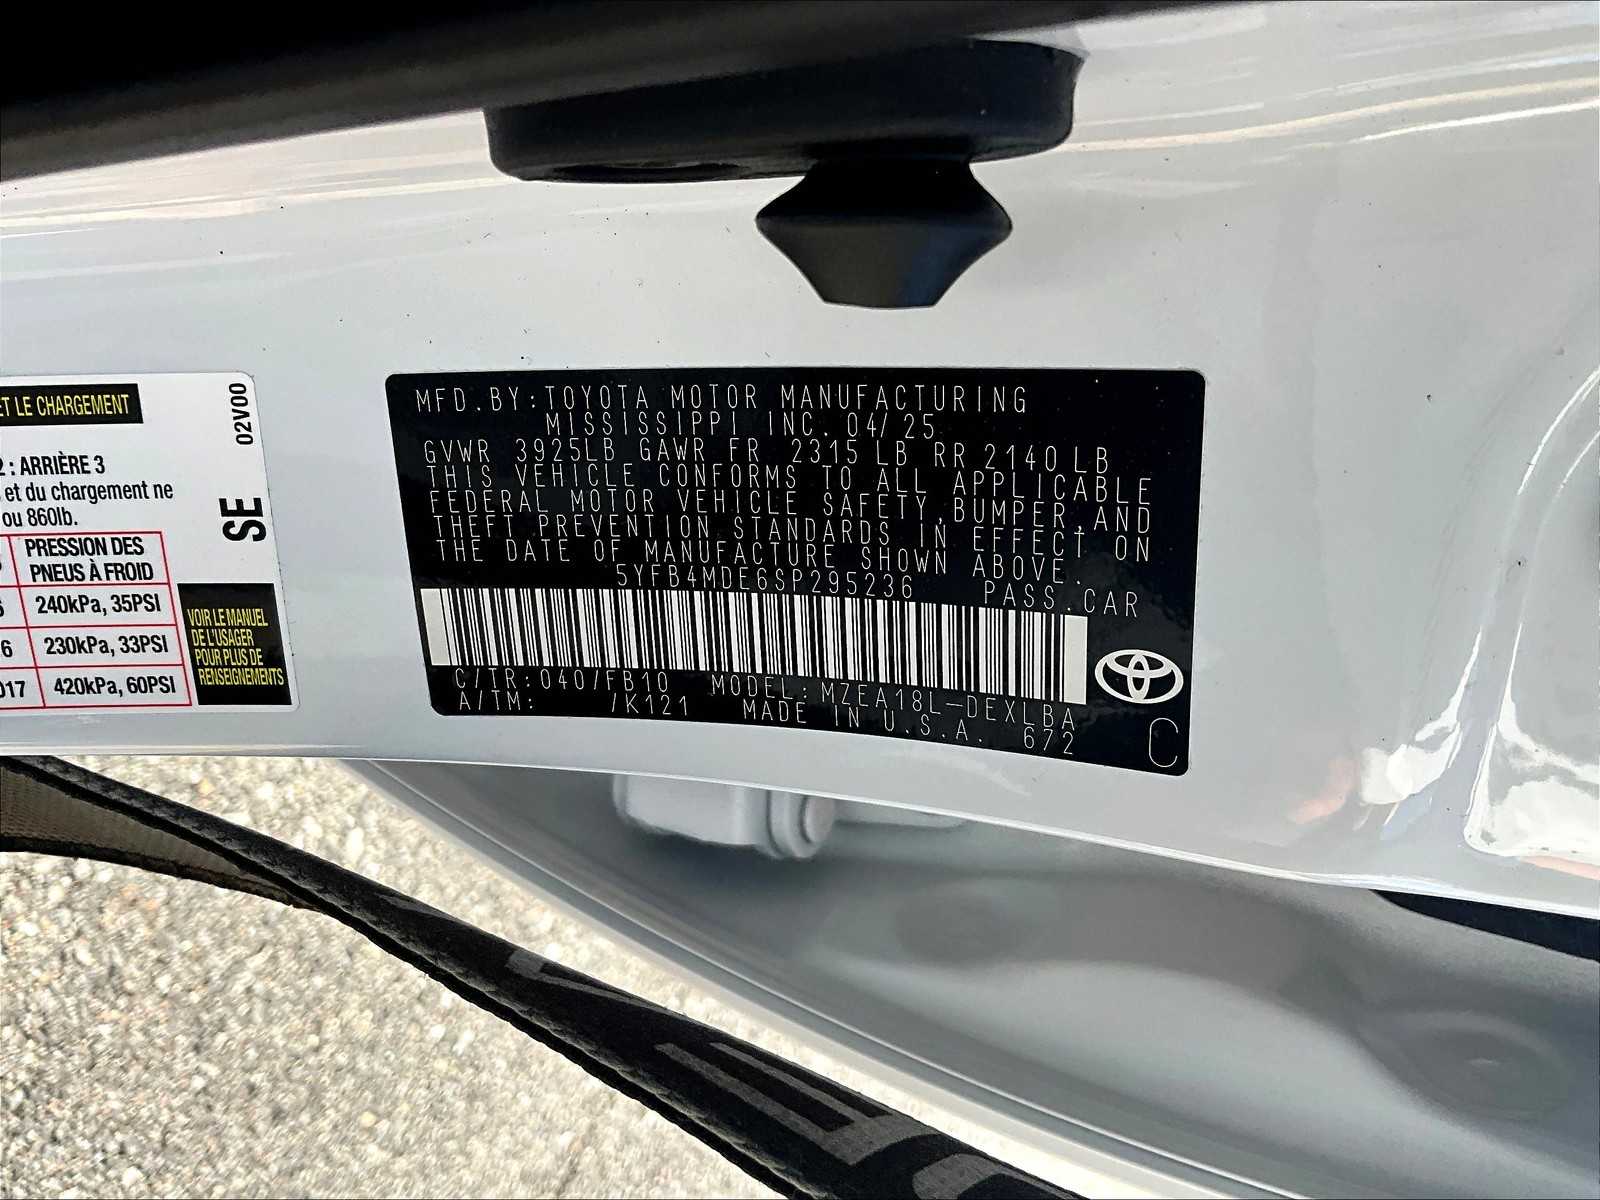 ET LE CHARGEMENT
02V00
2 : ARRIÈRE 3
et du chargement ne
ou 860lb.
SE
PRESSION DES
PNEUS À FROID
240kPa, 35PSI
6 230kPa, 33PSI
017 420kPa, 60PSI
VOIR LE MANUEL
DE L'USAGER
POUR PLUS DE
RENSEIGNEMENTS
MFD.BY:TOYOTA MOTOR MANUFACTURING
MISSISSIPPI INC. 04/25
GVWR 3925LB GAWR FR 2315LB RR 2140LB
THIS VEHICLE CONFORMS TO ALL APPLICABLE
FEDERAL MOTOR VEHICLE SAFETY,BUMPER,AND
THEFT PREVENTION STANDARDS IN EFFECT ON
THE DATE OF MANUFACTURE SHOWN ABOVE.
5YFB4MDE6SP295236 PASS.CAR
C/TR:040/FB10 MODEL:MZEA18L-DEXLBA
A/TM: /K121 MADE IN U.S.A. 672
C